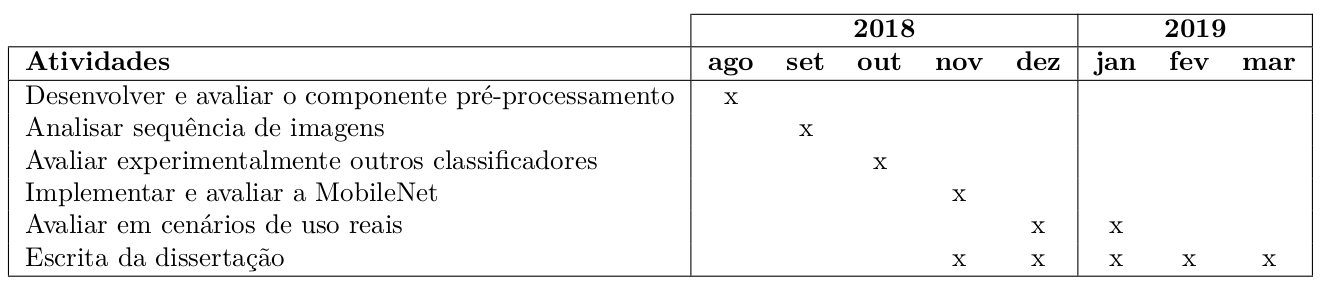 2018 2019
Atividades ago set out nov dez jan fev mar
Desenvolver e avaliar o componente pré-processamento x
Analisar sequência de imagens x
Avaliar experimentalmente outros classificadores x
Implementar e avaliar a MobileNet x
Avaliar em cenários de uso reais x x
Escrita da dissertação x x x x x